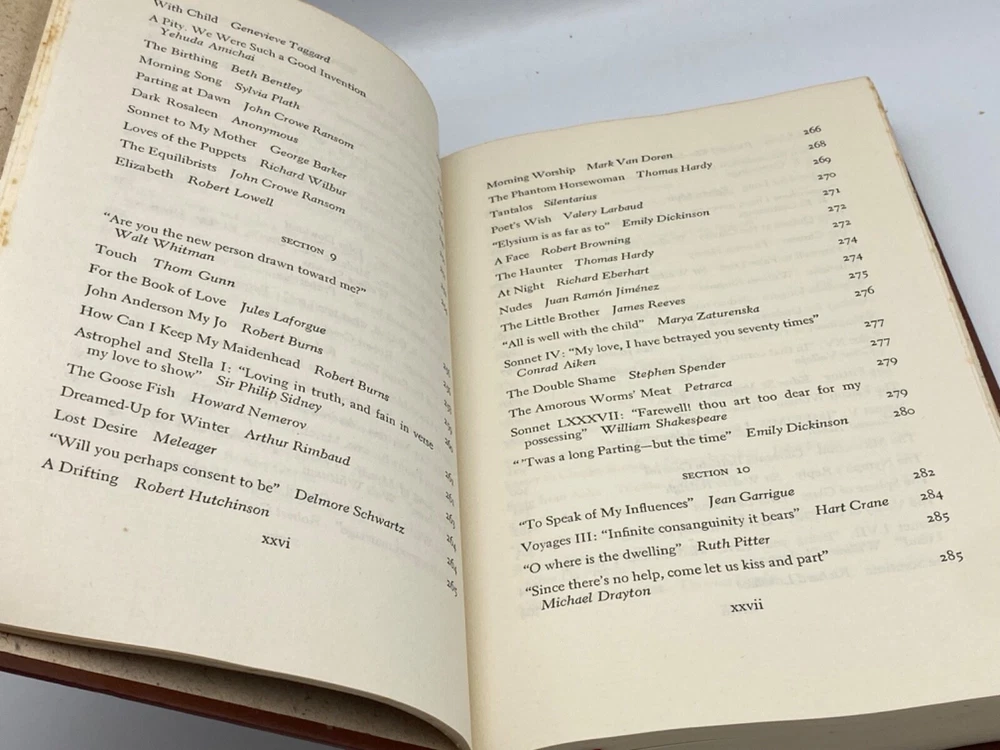 With Child Genevieve Taggard
A Pity. We Were Such a Good Invention
Yehuda Amichai
The Birthing Beth Bentley
Morning Song Sylvia Plath
Parting at Dawn John Crowe Ransom
Dark Rosaleen Anonymous
Sonnet to My Mother George Barker
Loves of the Puppets Richard Wilbur
The Equilibrists John Crowe Ransom
Elizabeth Robert Lowell
SECTION 9
"Are you the new person drawn toward me?"
Walt Whitman
Touch Thom Gunn
For the Book of Love Jules Laforgue
John Anderson My Jo Robert Burns
How Can I Keep My Maidenhead Robert Burns
Astrophel and Stella I: "Loving in truth, and fain in verse
my love to show" Sir Philip Sidney
The Goose Fish Howard Nemerov
Dreamed-Up for Winter Arthur Rimbaud
Lost Desire Meleager
"Will you perhaps consent to be" Delmore Schwartz
A Drifting Robert Hutchinson
xxvi
Morning Worship Mark Van Doren 266
The Phantom Horsewoman Thomas Hardy 268
Tantalos Silentarius 269
Poet's Wish Valery Larbaud 270
"Elysium is as far as to" Emily Dickinson 271
A Face Robert Browning 272
The Haunter Thomas Hardy 272
At Night Richard Eberhart 274
Nudes Juan Ramón Jiménez 274
The Little Brother James Reeves 275
"All is well with the child" Marya Zaturenska 276
Sonnet IV: "My love, I have betrayed you seventy times"
Conrad Aiken 277
The Double Shame Stephen Spender 277
The Amorous Worms' Meat Petrarca 279
Sonnet LXXXVII: "Farewell! thou art too dear for my
possessing" William Shakespeare 279
"'Twas a long Parting—but the time" Emily Dickinson 280
SECTION 10
"To Speak of My Influences" Jean Garrigue 282
Voyages III: "Infinite consanguinity it bears" Hart Crane 284
"O where is the dwelling" Ruth Pitter 285
"Since there's no help, come let us kiss and part"
Michael Drayton 285
xxvii